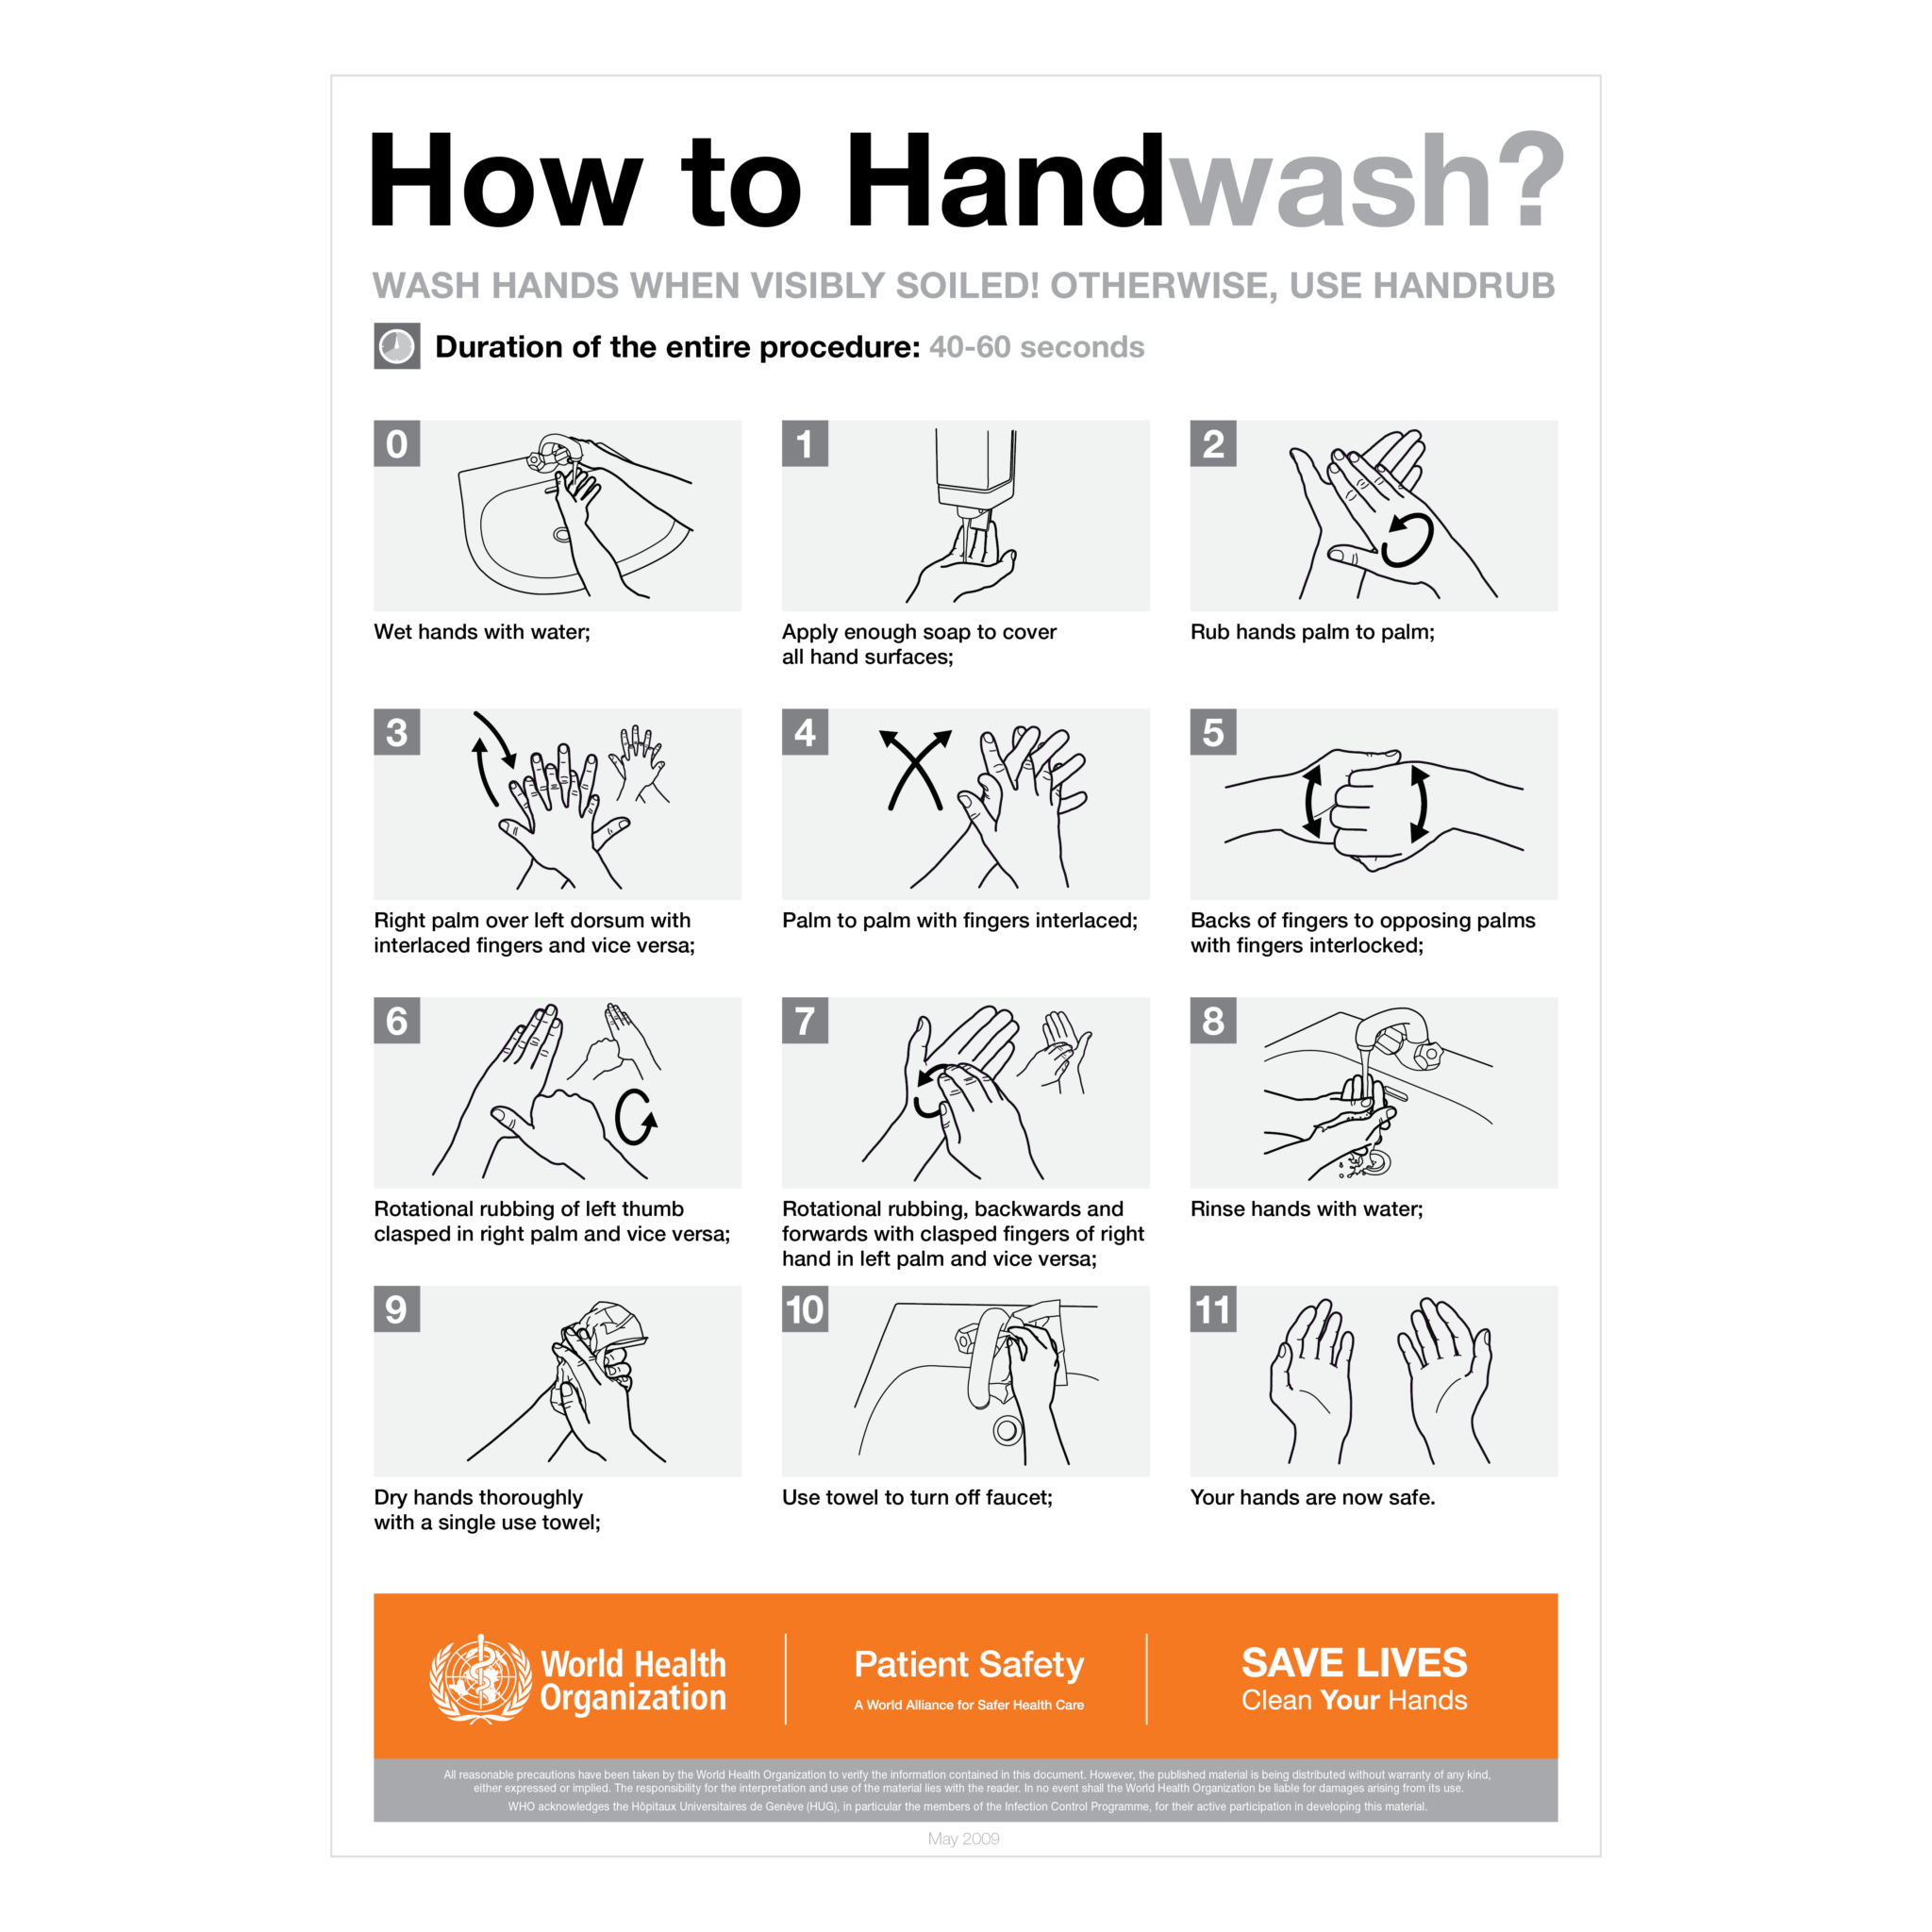 How to Handwash?
WASH HANDS WHEN VISIBLY SOILED! OTHERWISE, USE HANDRUB
Duration of the entire procedure: 40-60 seconds
0
Wet hands with water;
1
Apply enough soap to cover
all hand surfaces;
2
Rub hands palm to palm;
3
Right palm over left dorsum with
interlaced fingers and vice versa;
4
Palm to palm with fingers interlaced;
5
Backs of fingers to opposing palms
with fingers interlocked;
6
Rotational rubbing of left thumb
clasped in right palm and vice versa;
7
Rotational rubbing, backwards and
forwards with clasped fingers of right
hand in left palm and vice versa;
8
Rinse hands with water;
9
Dry hands thoroughly
with a single use towel;
10
Use towel to turn off faucet;
11
Your hands are now safe.
World Health
Organization
Patient Safety
A World Alliance for Safer Health Care
SAVE LIVES
Clean Your Hands
All reasonable precautions have been taken by the World Health Organization to verify the information contained in this document. However, the published material is being distributed without warranty of any kind,
either expressed or implied. The responsibility for the interpretation and use of the material lies with the reader. In no event shall the World Health Organization be liable for damages arising from its use.
WHO acknowledges the Hôpitaux Universitaires de Genève (HUG), in particular the members of the Infection Control Programme, for their active participation in developing this material.
May 2009